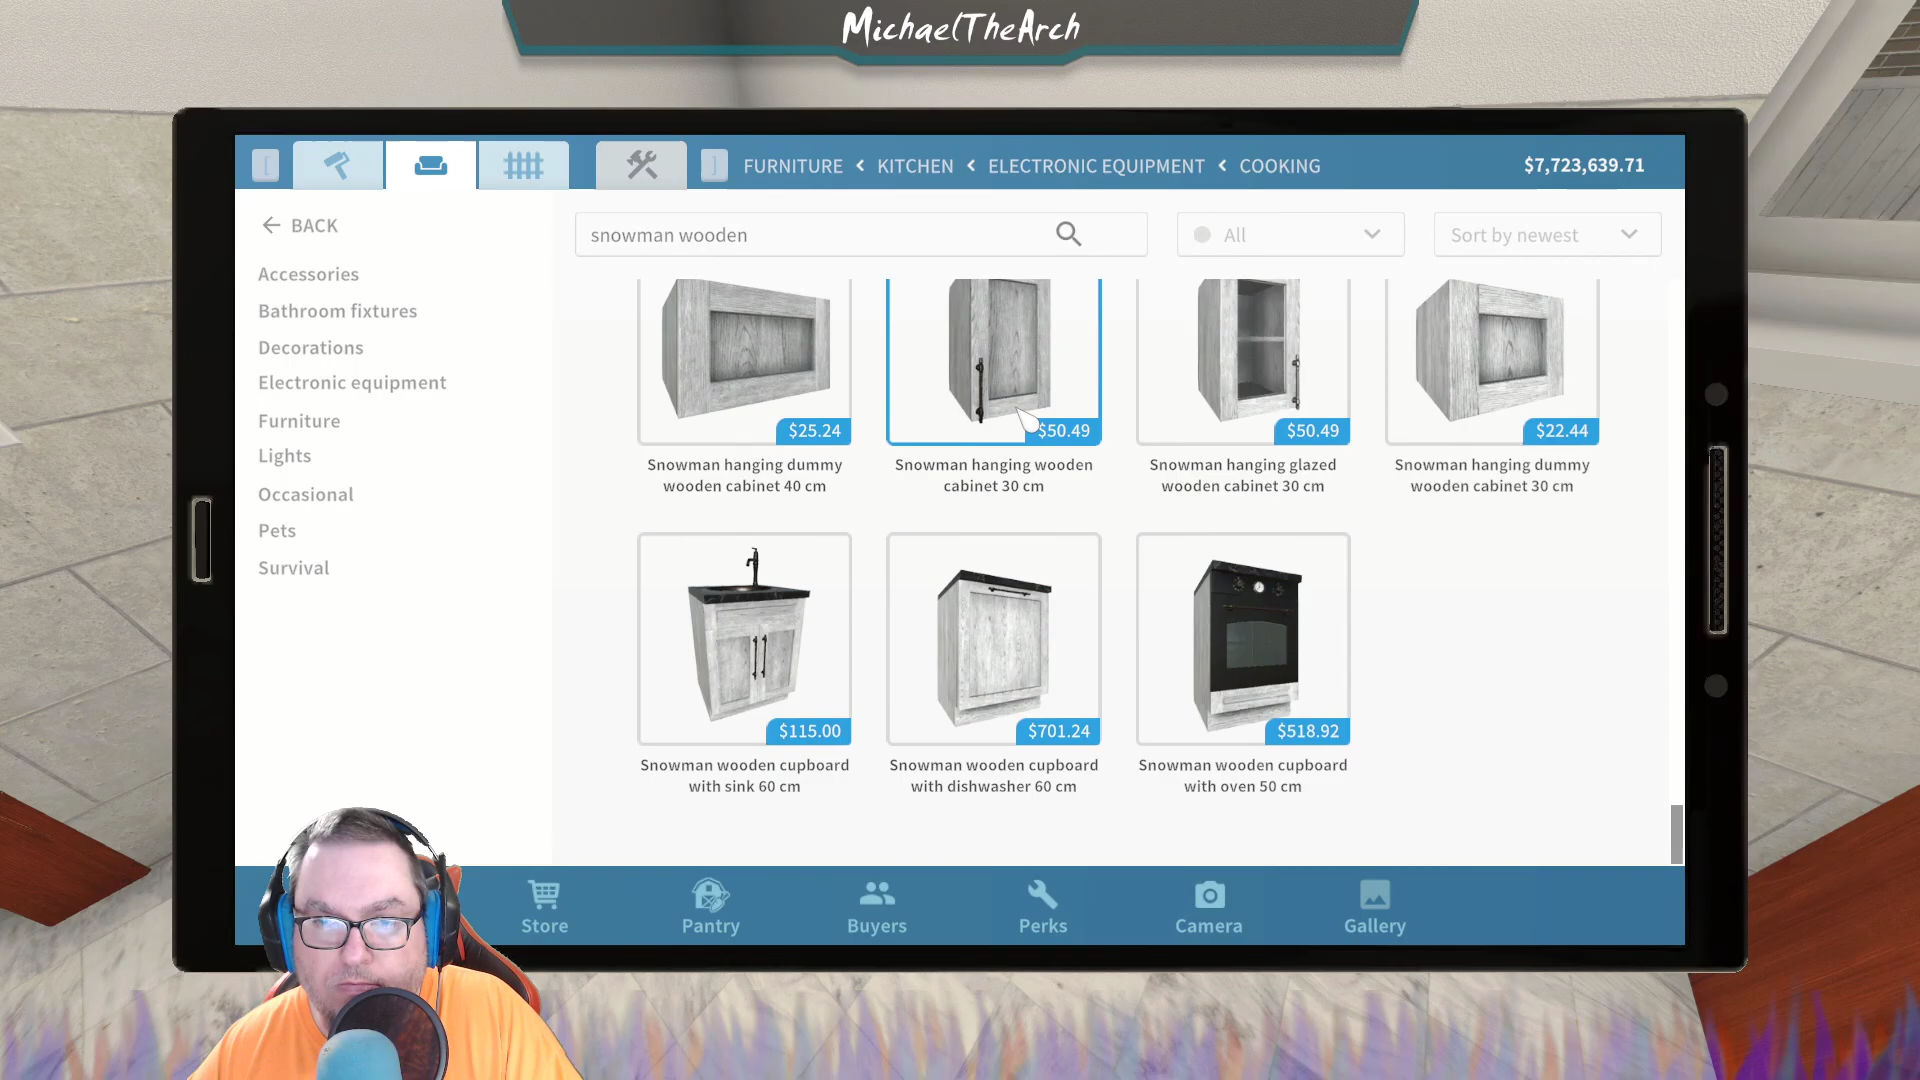 MichaelTheArch
[
]
FURNITURE < KITCHEN < ELECTRONIC EQUIPMENT < COOKING
$7,723,639.71
BACK
snowman wooden
All
Sort by newest
Accessories
Bathroom fixtures
Decorations
Electronic equipment
Furniture
Lights
Occasional
Pets
Survival
$25.24
$50.49
$50.49
$22.44
Snowman hanging dummy
wooden cabinet 40 cm
Snowman hanging wooden
cabinet 30 cm
Snowman hanging glazed
wooden cabinet 30 cm
Snowman hanging dummy
wooden cabinet 30 cm
$115.00
$701.24
$518.92
Snowman wooden cupboard
with sink 60 cm
Snowman wooden cupboard
with dishwasher 60 cm
Snowman wooden cupboard
with oven 50 cm
Store
Pantry
Buyers
Perks
Camera
Gallery